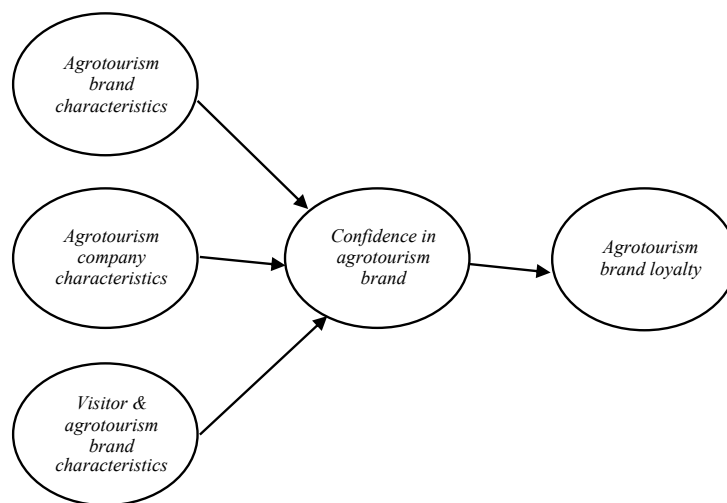 Agrotourism
brand
characteristics
Agrotourism
company
characteristics
Confidence in
agrotourism
brand
Agrotourism
brand loyalty
Visitor &
agrotourism
brand
characteristics